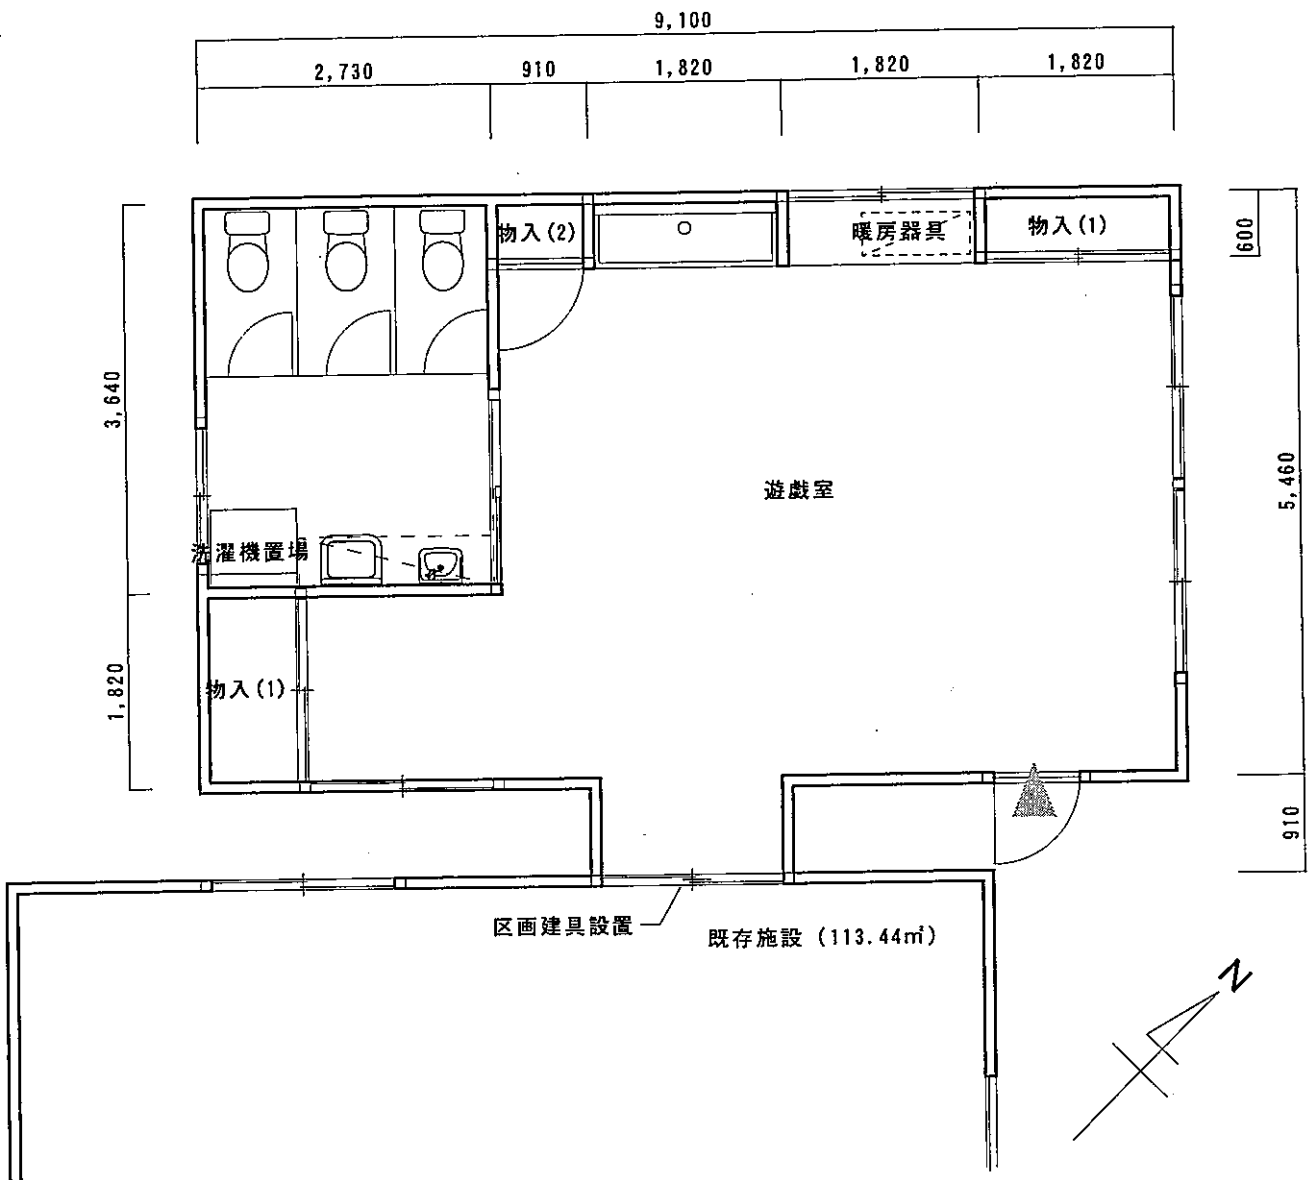 9,100
2,730 910 1,820 1,820 1,820
物入(2)
暖房器具
物入(1)
600
3,640
遊戯室
5,460
洗濯機置場
1,820
物入(1)
910
区画建具設置
既存施設 (113.44㎡)
N